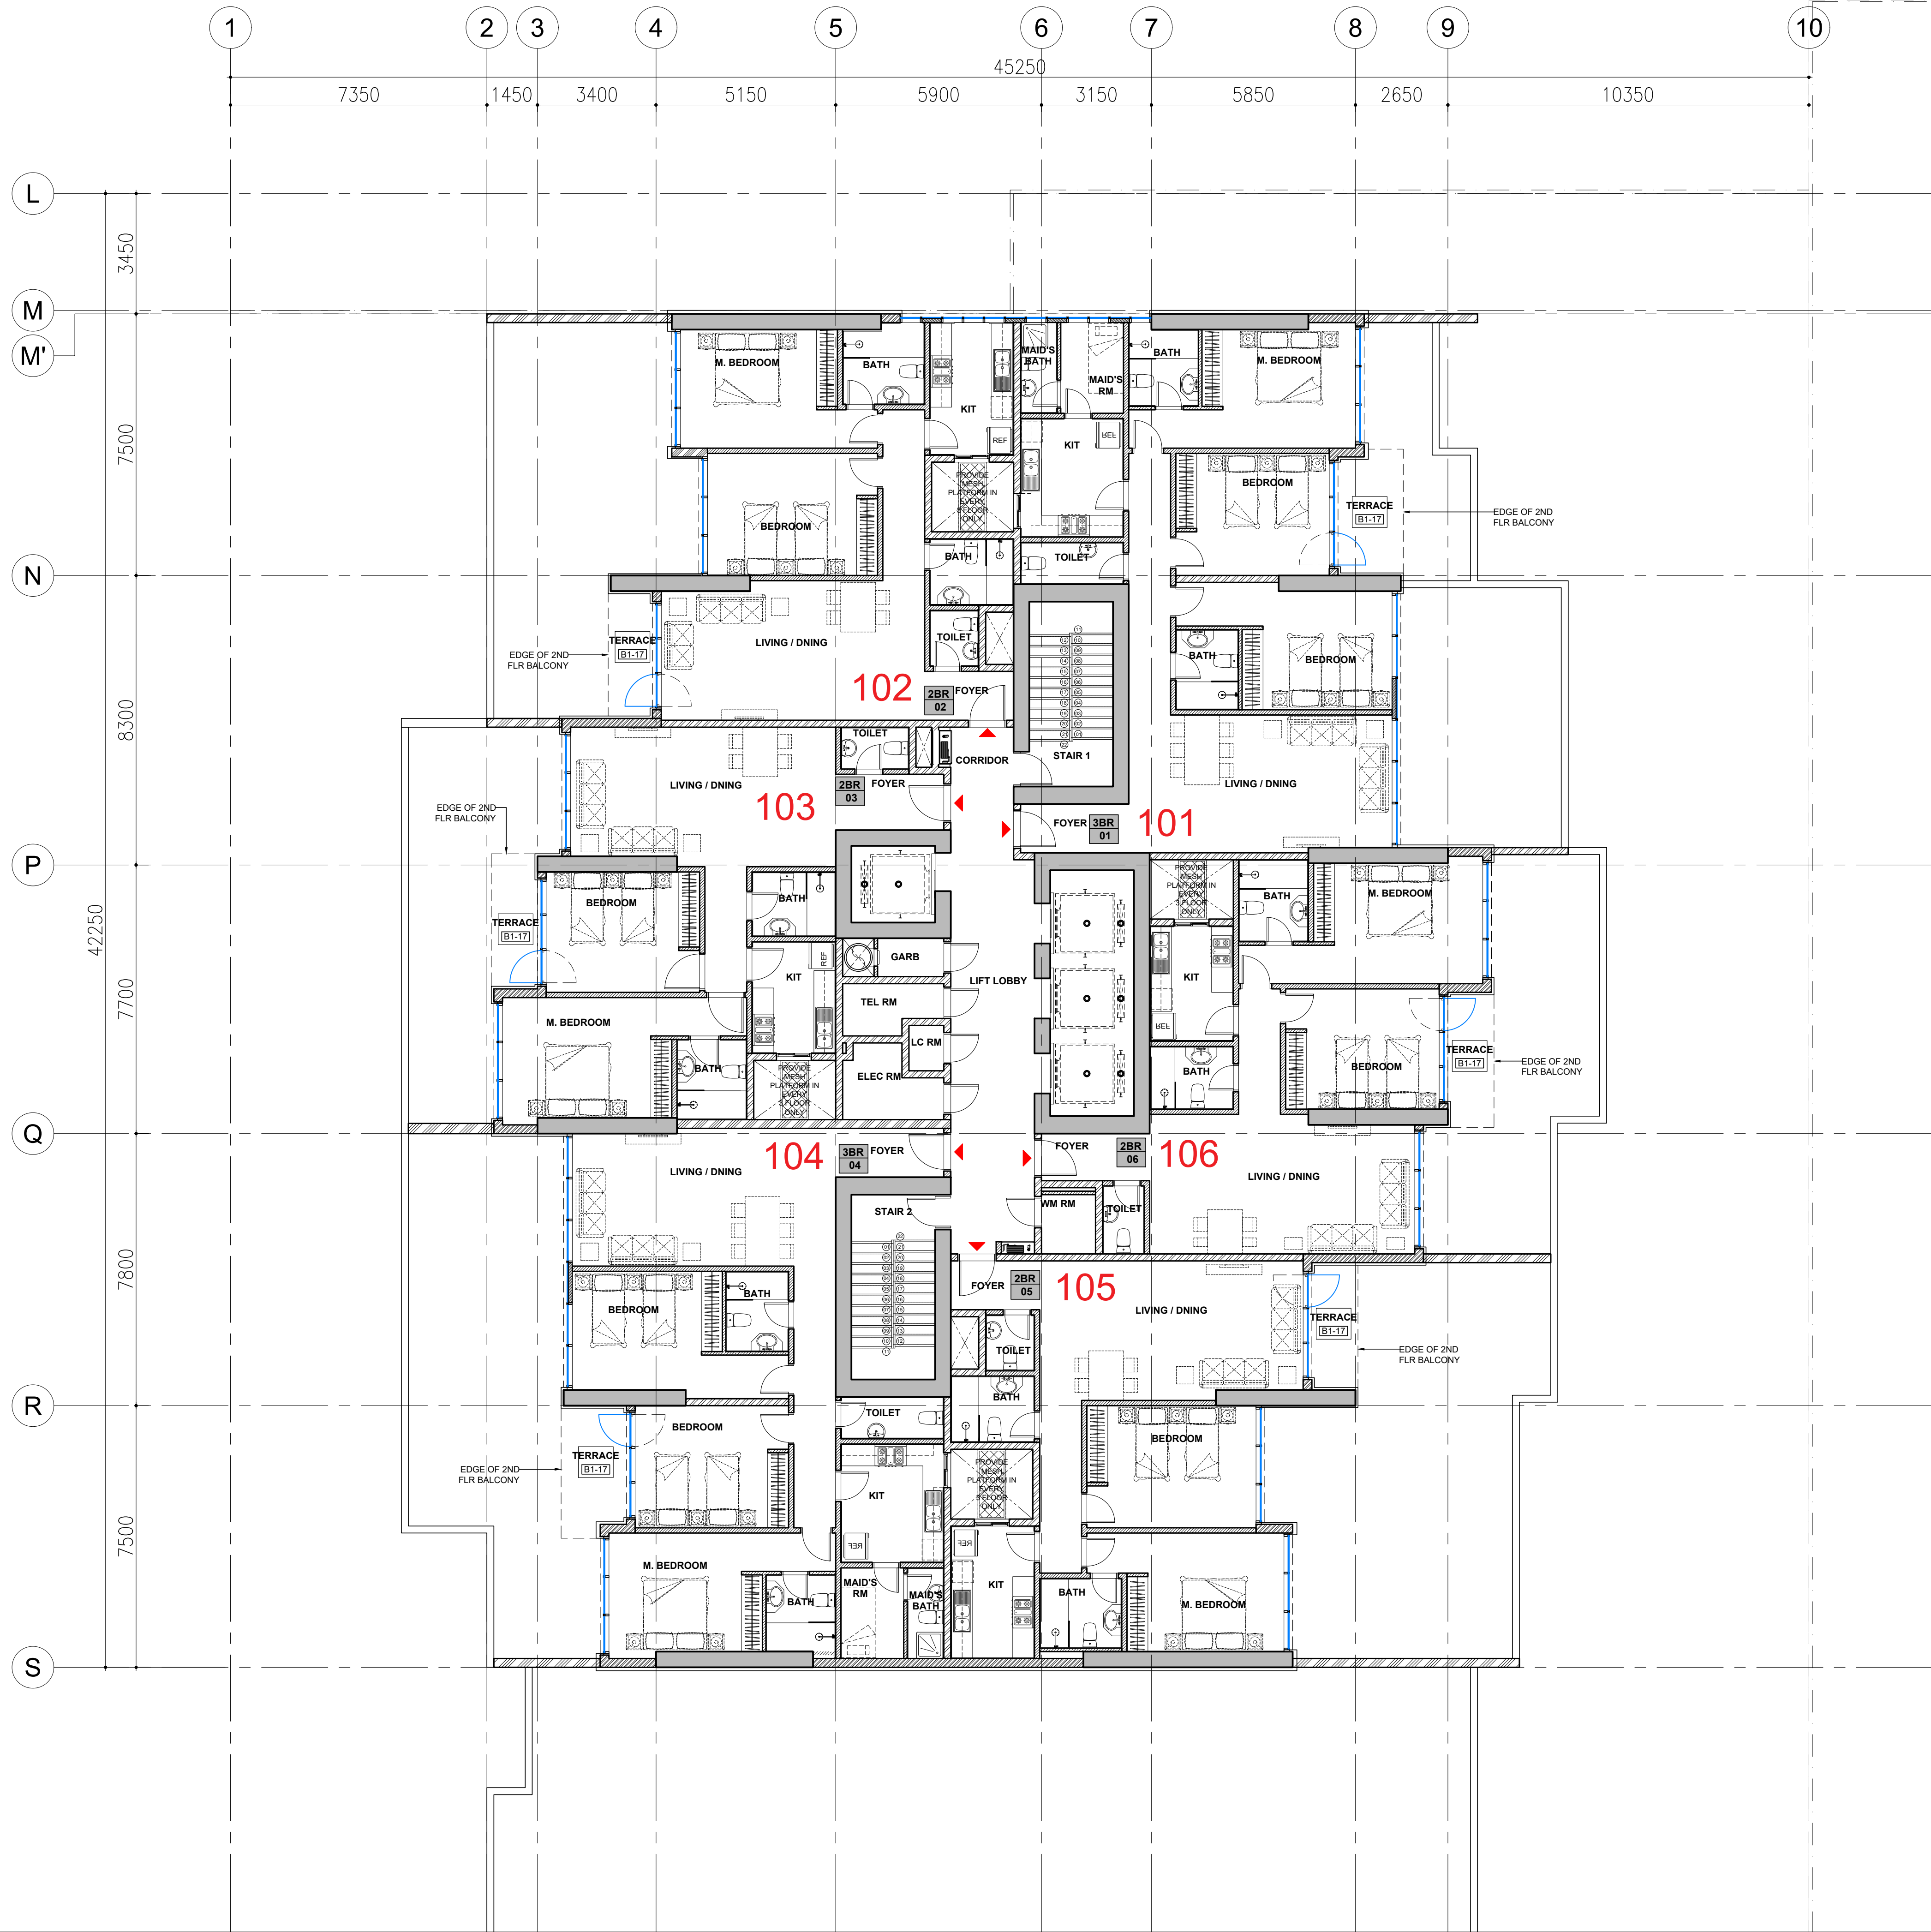 1 2 3 4 5 6 7 8 9 10
45250
7350 1450 3400 5150 5900 3150 5850 2650 10350
L
3450
M
M'
7500
N
8300
P
42250
7700
Q
7800
R
7500
S
M. BEDROOM
BATH
KIT
REF
MAID'S
BATH
MAID'S
RM
BATH
M. BEDROOM
KIT
REF
BEDROOM
PROVIDE
MESH
PLATFORM IN
EVERY
3 FLOOR
ONLY
BATH
TOILET
BEDROOM
TERRACE
B1-17
EDGE OF 2ND
FLR BALCONY
TERRACE
B1-17
EDGE OF 2ND
FLR BALCONY
LIVING / DNING
TOILET
102
2BR
02
FOYER
BATH
BEDROOM
STAIR 1
LIVING / DNING
101
3BR
01
FOYER
CORRIDOR
TOILET
LIVING / DNING
103
2BR
03
FOYER
EDGE OF 2ND
FLR BALCONY
BEDROOM
TERRACE
B1-17
BATH
KIT
REF
M. BEDROOM
BATH
PROVIDE
MESH
PLATFORM IN
EVERY
3 FLOOR
ONLY
GARB
TEL RM
LC RM
ELEC RM
LIFT LOBBY
PROVIDE
MESH
PLATFORM IN
EVERY
3 FLOOR
ONLY
BATH
M. BEDROOM
KIT
REF
BATH
BEDROOM
TERRACE
B1-17
EDGE OF 2ND
FLR BALCONY
LIVING / DNING
104
3BR
04
FOYER
STAIR 2
FOYER
2BR
06
106
LIVING / DNING
WM RM
TOILET
BEDROOM
BATH
FOYER
2BR
05
105
LIVING / DNING
TERRACE
B1-17
EDGE OF 2ND
FLR BALCONY
TOILET
BATH
BEDROOM
TERRACE
B1-17
EDGE OF 2ND
FLR BALCONY
TOILET
KIT
REF
PROVIDE
MESH
PLATFORM IN
EVERY
3 FLOOR
ONLY
BEDROOM
M. BEDROOM
BATH
MAID'S
RM
MAID'S
BATH
REF
KIT
BATH
M. BEDROOM